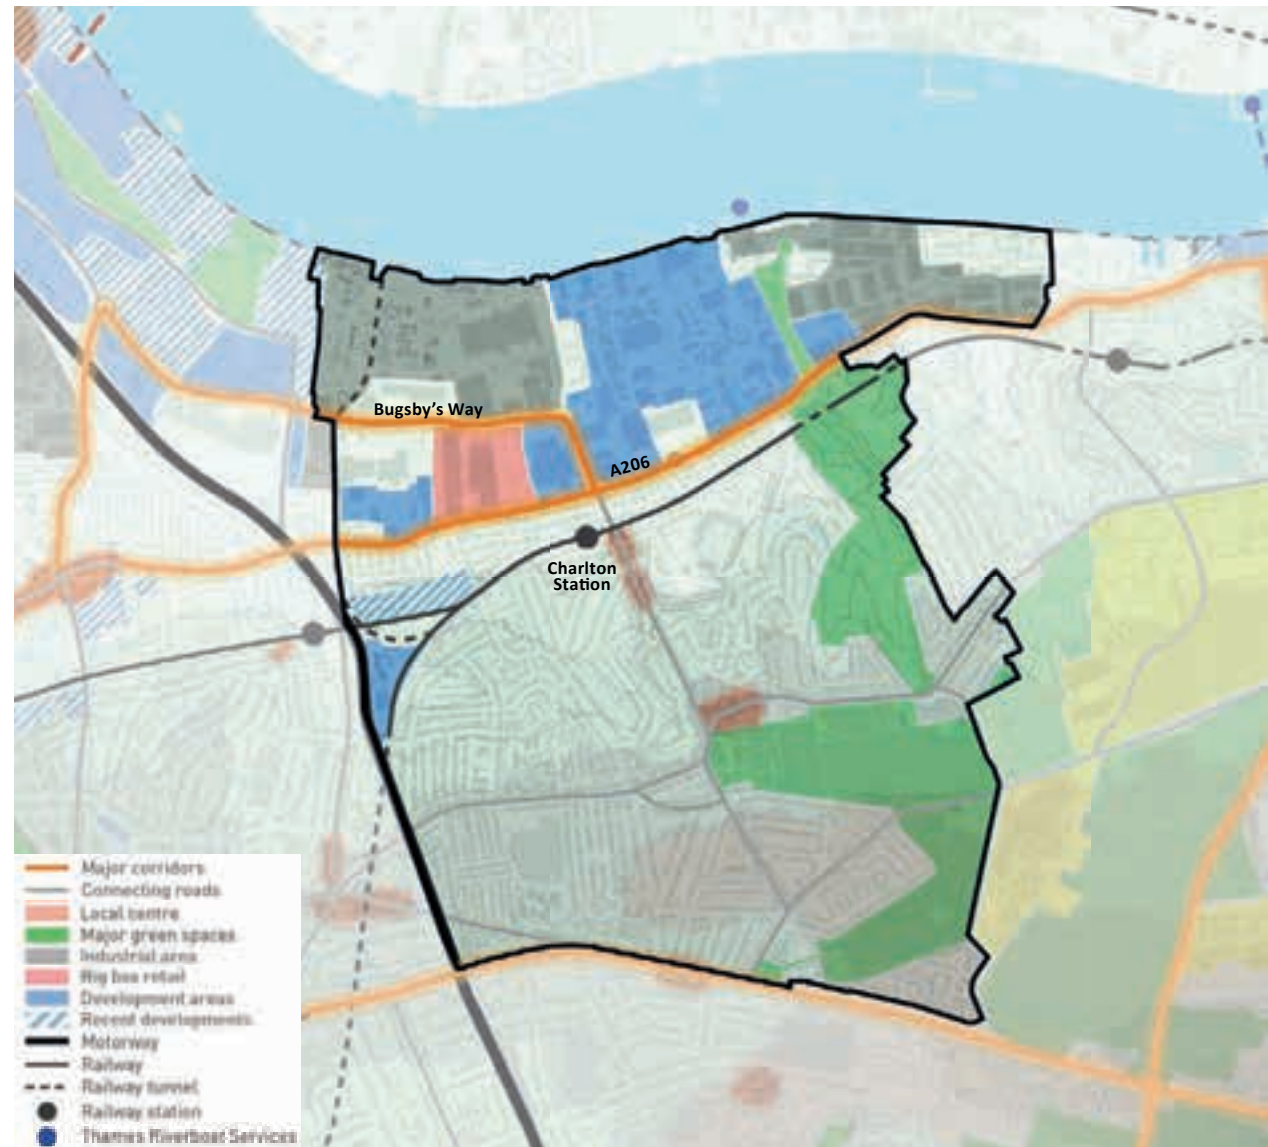 Bugsby's Way
A206
Charlton
Station
Major corridors
Connecting roads
Local centre
Major green spaces
Industrial area
Big box retail
Development areas
Recent developments
Motorway
Railway
Railway tunnel
Railway station
Thames Riverboat Services